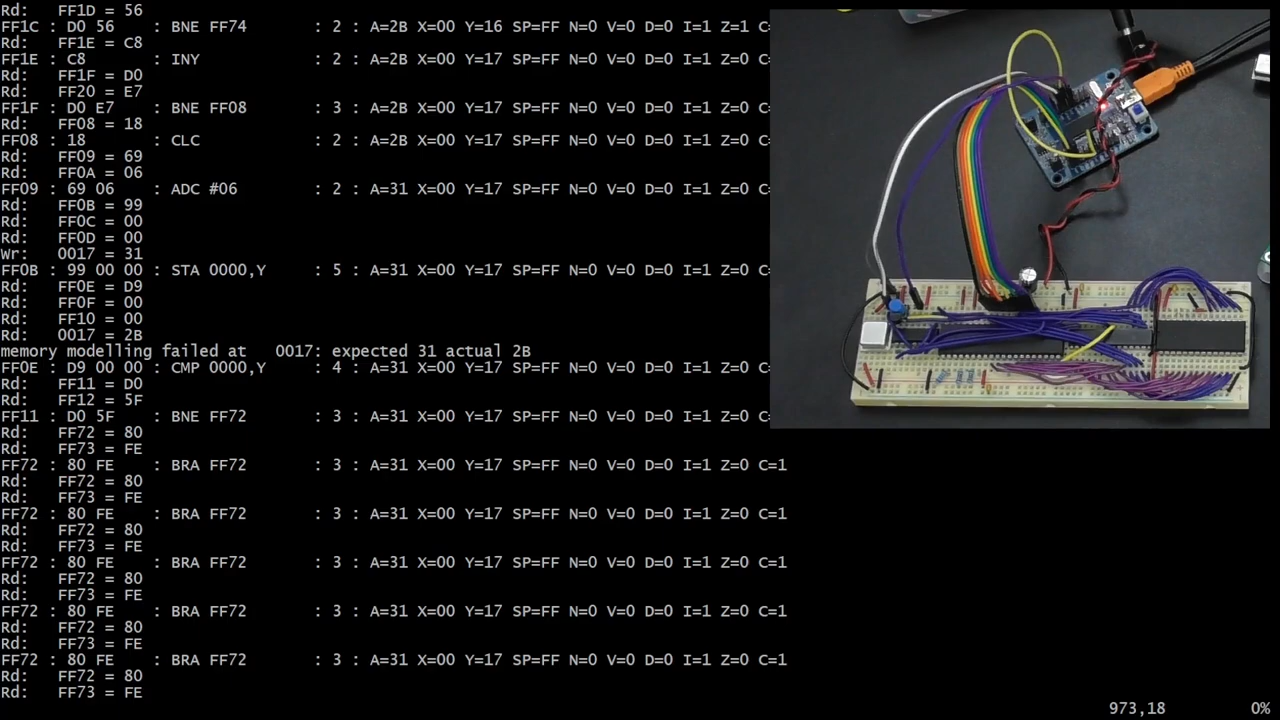 Rd:   FF1D = 56
FF1C : D0 56    : BNE FF74       : 2 : A=2B X=00 Y=16 SP=FF N=0 V=0 D=0 I=1 Z=1 C=
Rd:   FF1E = C8
FF1E : C8       : INY            : 2 : A=2B X=00 Y=17 SP=FF N=0 V=0 D=0 I=1 Z=0 C=
Rd:   FF1F = D0
Rd:   FF20 = E7
FF1F : D0 E7    : BNE FF08       : 3 : A=2B X=00 Y=17 SP=FF N=0 V=0 D=0 I=1 Z=0 C=
Rd:   FF08 = 18
FF08 : 18       : CLC            : 2 : A=2B X=00 Y=17 SP=FF N=0 V=0 D=0 I=1 Z=0 C=
Rd:   FF09 = 69
Rd:   FF0A = 06
FF09 : 69 06    : ADC #06        : 2 : A=31 X=00 Y=17 SP=FF N=0 V=0 D=0 I=1 Z=0 C=
Rd:   FF0B = 99
Rd:   FF0C = 00
Rd:   FF0D = 00
Wr:   0017 = 31
FF0B : 99 00 00 : STA 0000,Y     : 5 : A=31 X=00 Y=17 SP=FF N=0 V=0 D=0 I=1 Z=0 C=
Rd:   FF0E = D9
Rd:   FF0F = 00
Rd:   FF10 = 00
Rd:   0017 = 2B
memory modelling failed at   0017: expected 31 actual 2B
FF0E : D9 00 00 : CMP 0000,Y     : 4 : A=31 X=00 Y=17 SP=FF N=0 V=0 D=0 I=1 Z=0 C=
Rd:   FF11 = D0
Rd:   FF12 = 5F
FF11 : D0 5F    : BNE FF72       : 3 : A=31 X=00 Y=17 SP=FF N=0 V=0 D=0 I=1 Z=0 C=
Rd:   FF72 = 80
Rd:   FF73 = FE
FF72 : 80 FE    : BRA FF72       : 3 : A=31 X=00 Y=17 SP=FF N=0 V=0 D=0 I=1 Z=0 C=1
Rd:   FF72 = 80
Rd:   FF73 = FE
FF72 : 80 FE    : BRA FF72       : 3 : A=31 X=00 Y=17 SP=FF N=0 V=0 D=0 I=1 Z=0 C=1
Rd:   FF72 = 80
Rd:   FF73 = FE
FF72 : 80 FE    : BRA FF72       : 3 : A=31 X=00 Y=17 SP=FF N=0 V=0 D=0 I=1 Z=0 C=1
Rd:   FF72 = 80
Rd:   FF73 = FE
FF72 : 80 FE    : BRA FF72       : 3 : A=31 X=00 Y=17 SP=FF N=0 V=0 D=0 I=1 Z=0 C=1
Rd:   FF72 = 80
Rd:   FF73 = FE
FF72 : 80 FE    : BRA FF72       : 3 : A=31 X=00 Y=17 SP=FF N=0 V=0 D=0 I=1 Z=0 C=1
Rd:   FF72 = 80
Rd:   FF73 = FE
973,18          0%